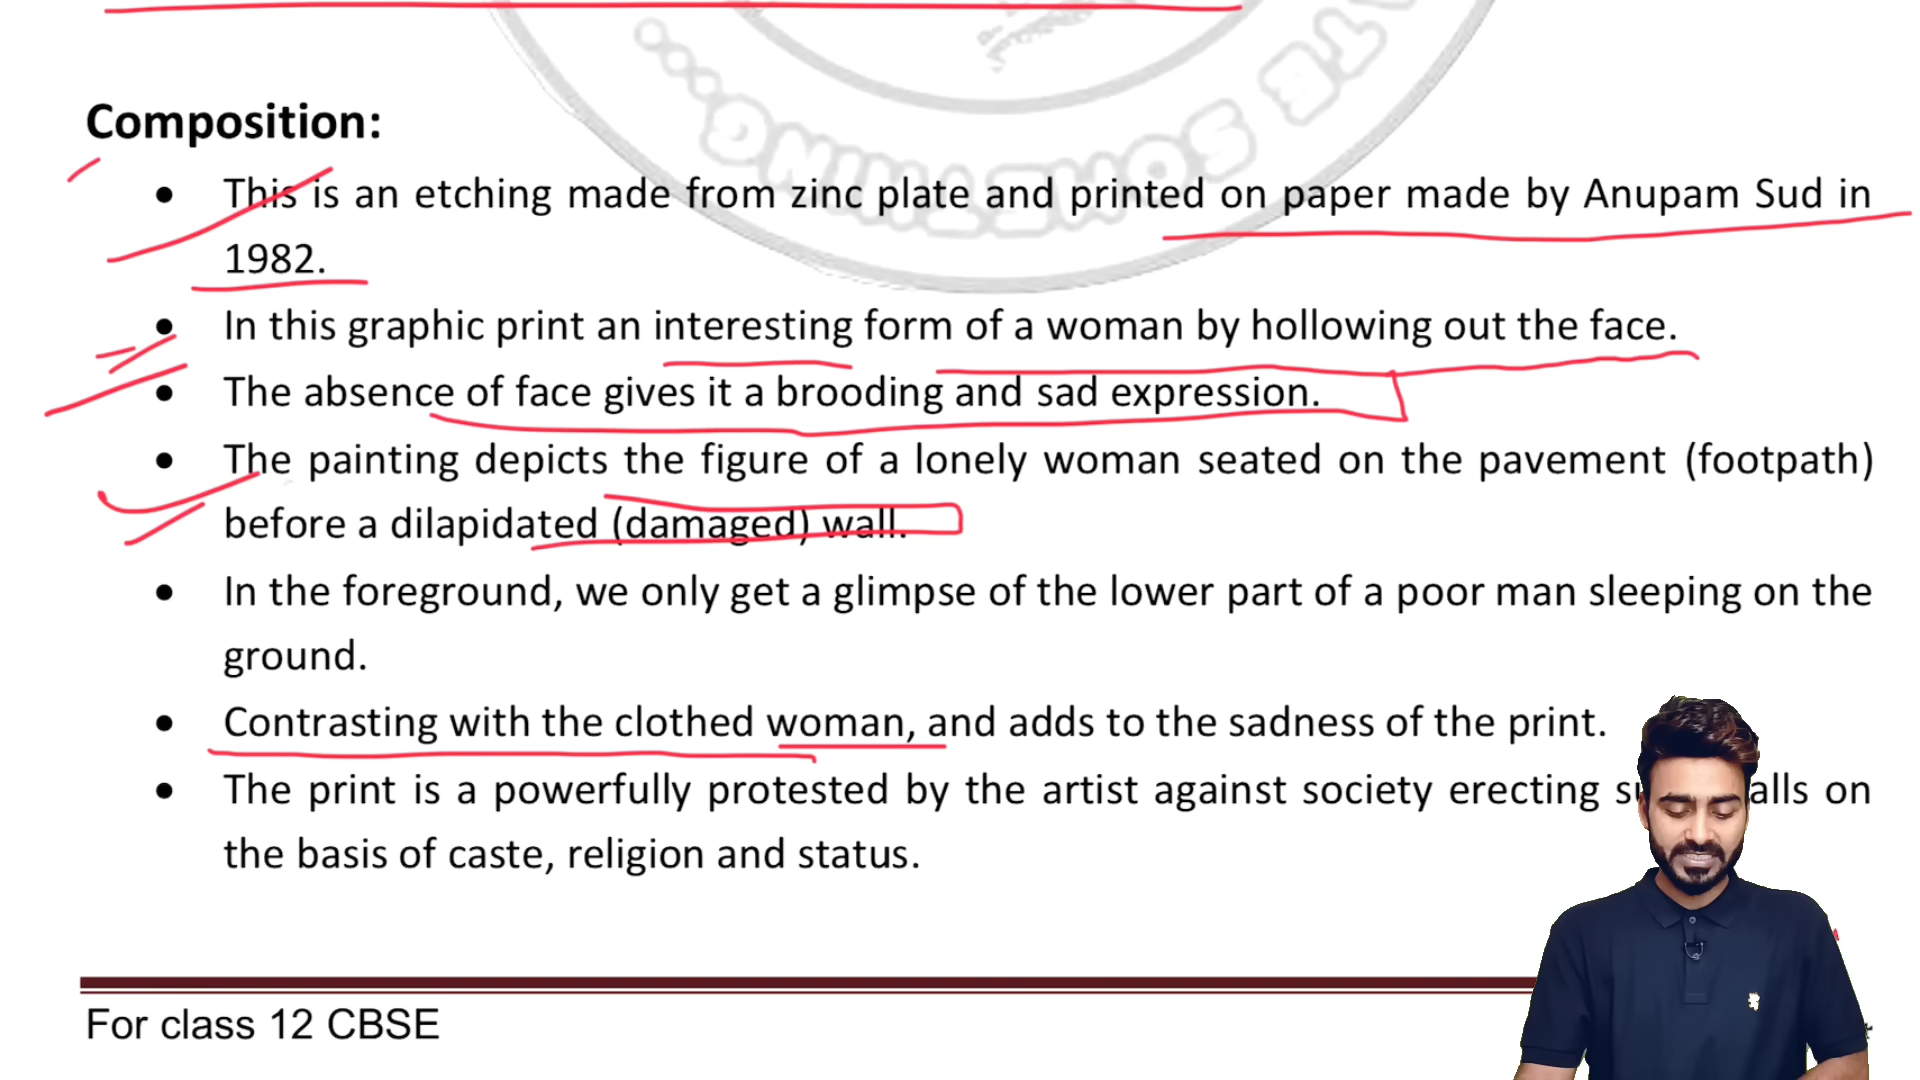 TE SOMETHING
Composition:
• This is an etching made from zinc plate and printed on paper made by Anupam Sud in
1982.
• In this graphic print an interesting form of a woman by hollowing out the face.
• The absence of face gives it a brooding and sad expression.
• The painting depicts the figure of a lonely woman seated on the pavement (footpath)
before a dilapidated (damaged) wall.
• In the foreground, we only get a glimpse of the lower part of a poor man sleeping on the
ground.
• Contrasting with the clothed woman, and adds to the sadness of the print.
• The print is a powerfully protested by the artist against society erecting on
the basis of caste, religion and status.
For class 12 CBSE